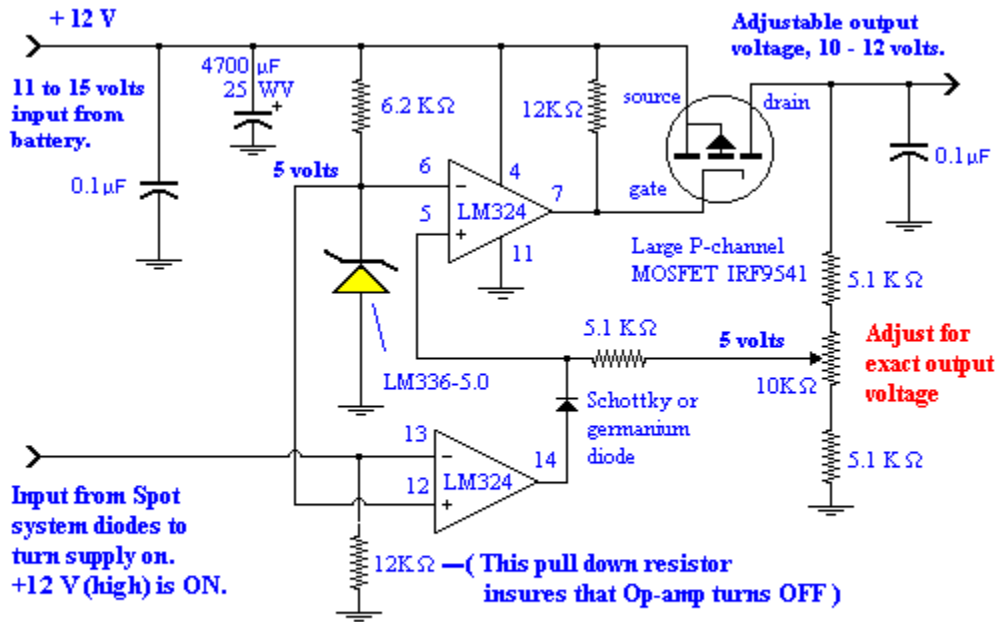 + 12 V
Adjustable output
voltage, 10 - 12 volts.
11 to 15 volts
input from
battery.
4700 µF
25 WV
+
6.2 KΩ
12KΩ
source
drain
0.1µF
0.1µF
5 volts
6
−
4
LM324
7
gate
5
+
11
Large P-channel
MOSFET IRF9541
5.1 KΩ
5.1 KΩ
5 volts
Adjust for
exact output
voltage
10KΩ
LM336-5.0
Schottky or
germanium
diode
13
−
14
LM324
12
+
5.1 KΩ
Input from Spot
system diodes to
turn supply on.
+12 V (high) is ON.
12KΩ —( This pull down resistor
insures that Op-amp turns OFF )